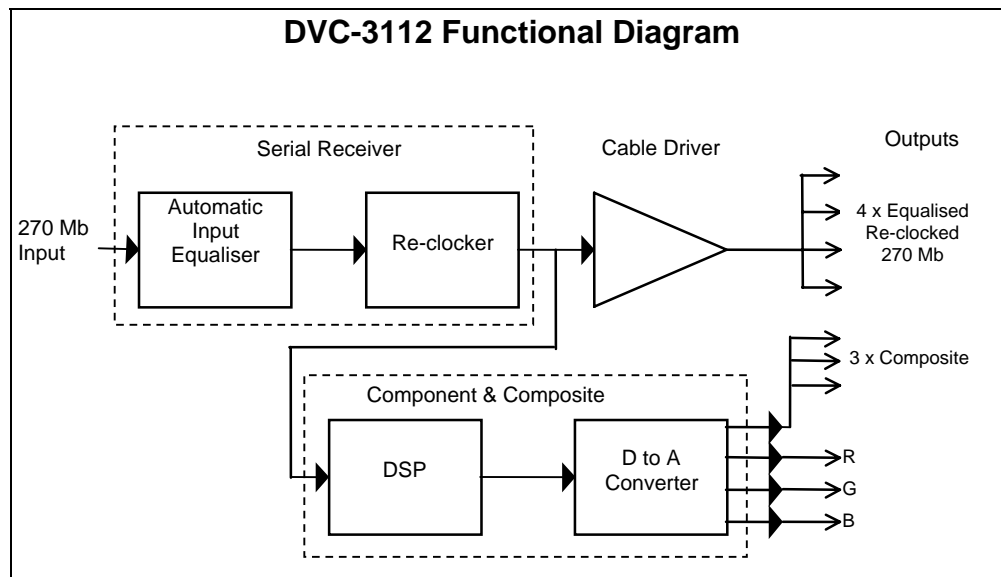 DVC-3112 Functional Diagram
Serial Receiver
Cable Driver
Outputs
270 Mb
Input
Automatic
Input
Equaliser
Re-clocker
4 x Equalised
Re-clocked
270 Mb
3 x Composite
Component & Composite
DSP
D to A
Converter
R
G
B